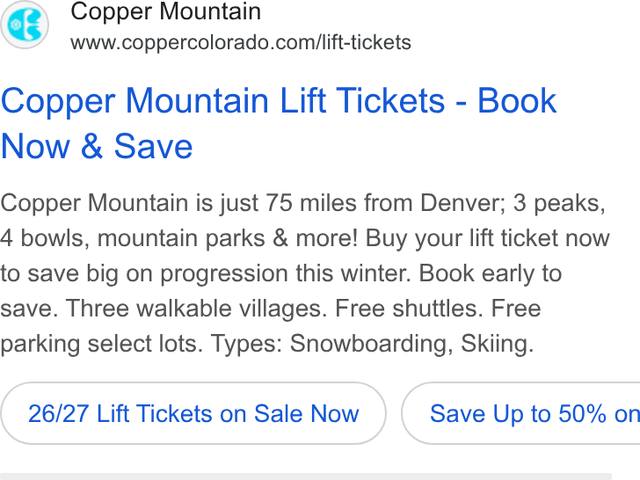 Copper Mountain
www.coppercolorado.com/lift-tickets
Copper Mountain Lift Tickets - Book
Now & Save
Copper Mountain is just 75 miles from Denver; 3 peaks,
4 bowls, mountain parks & more! Buy your lift ticket now
to save big on progression this winter. Book early to
save. Three walkable villages. Free shuttles. Free
parking select lots. Types: Snowboarding, Skiing.
26/27 Lift Tickets on Sale Now
Save Up to 50% on